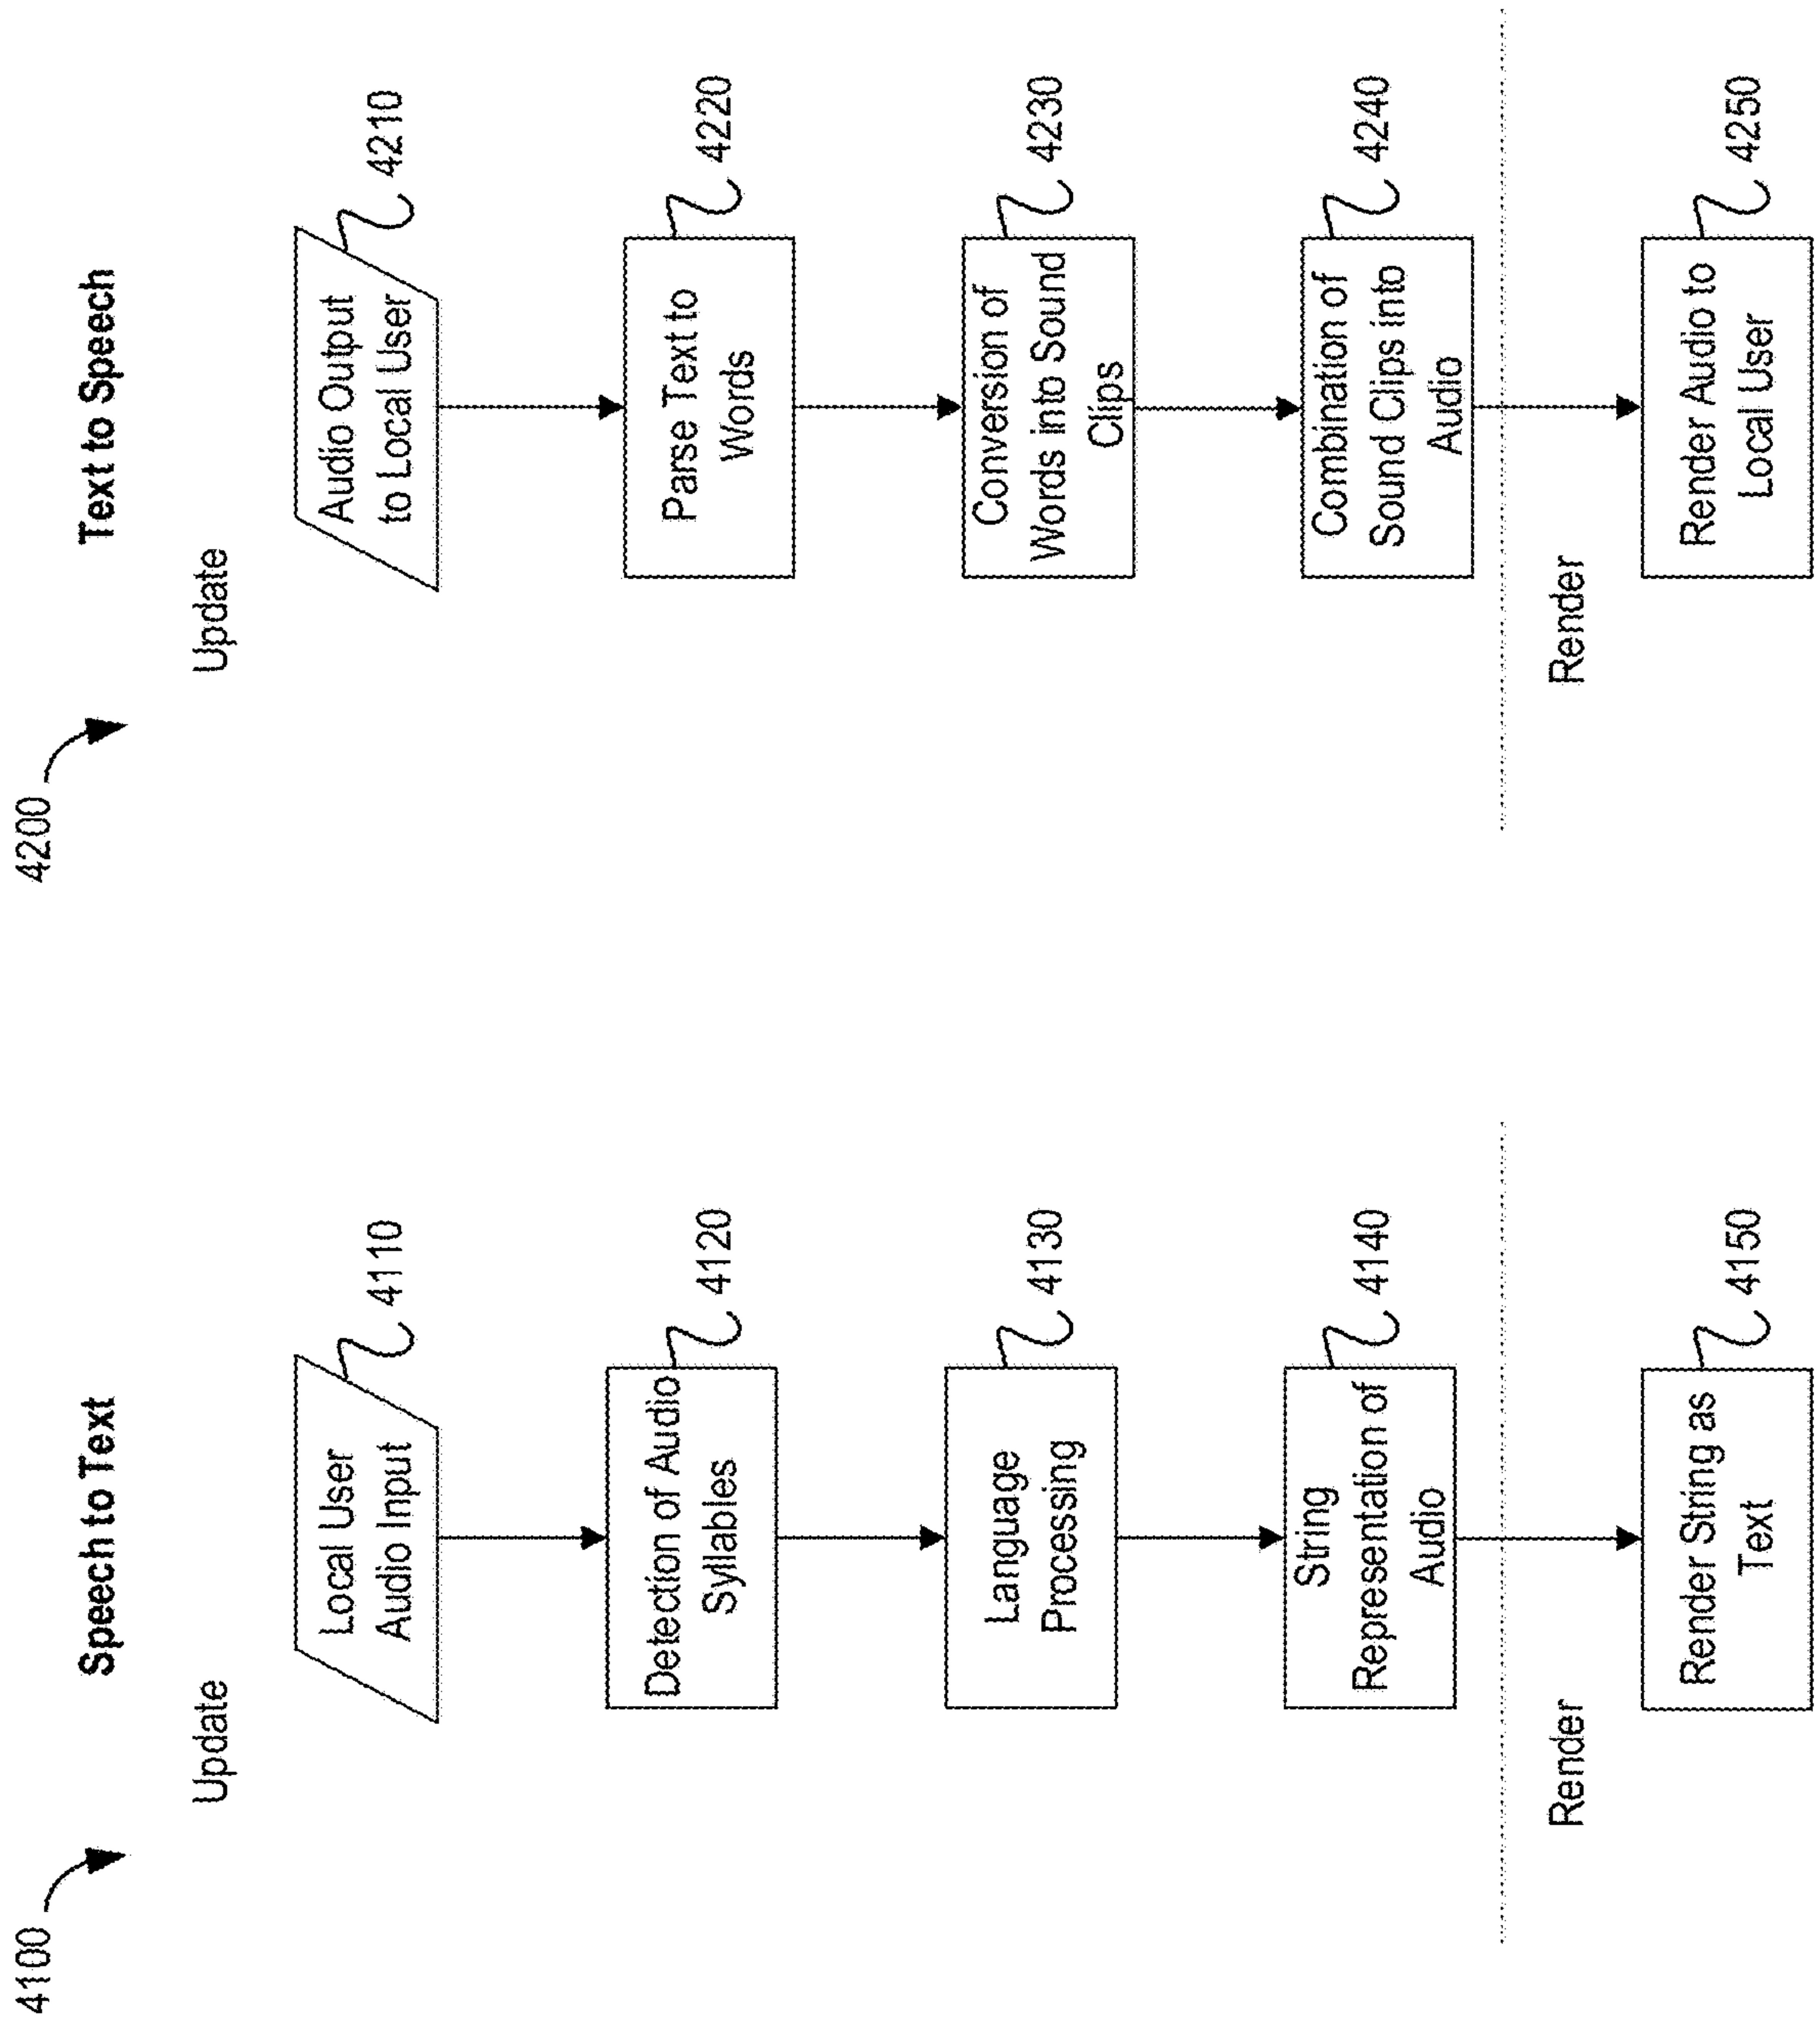 4100
Speech to Text
Update
Local User
Audio Input
4110
Detection of Audio
Syllables
4120
Language
Processing
4130
String
Representation of
Audio
4140
Render
Render String as
Text
4150
4200
Text to Speech
Update
Audio Output
to Local User
4210
Parse Text to
Words
4220
Conversion of
Words into Sound
Clips
4230
Combination of
Sound Clips into
Audio
4240
Render
Render Audio to
Local User
4250